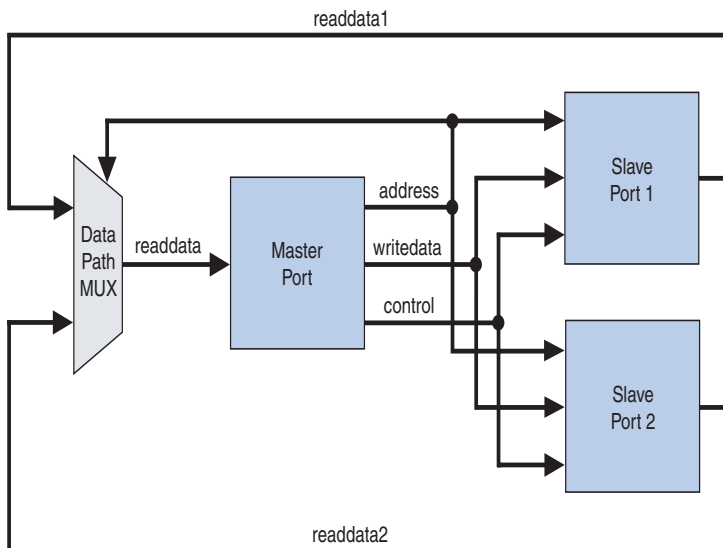 readdata1
Slave
Port 1
address
Data
Path
MUX
readdata
Master
Port
writedata
control
Slave
Port 2
readdata2